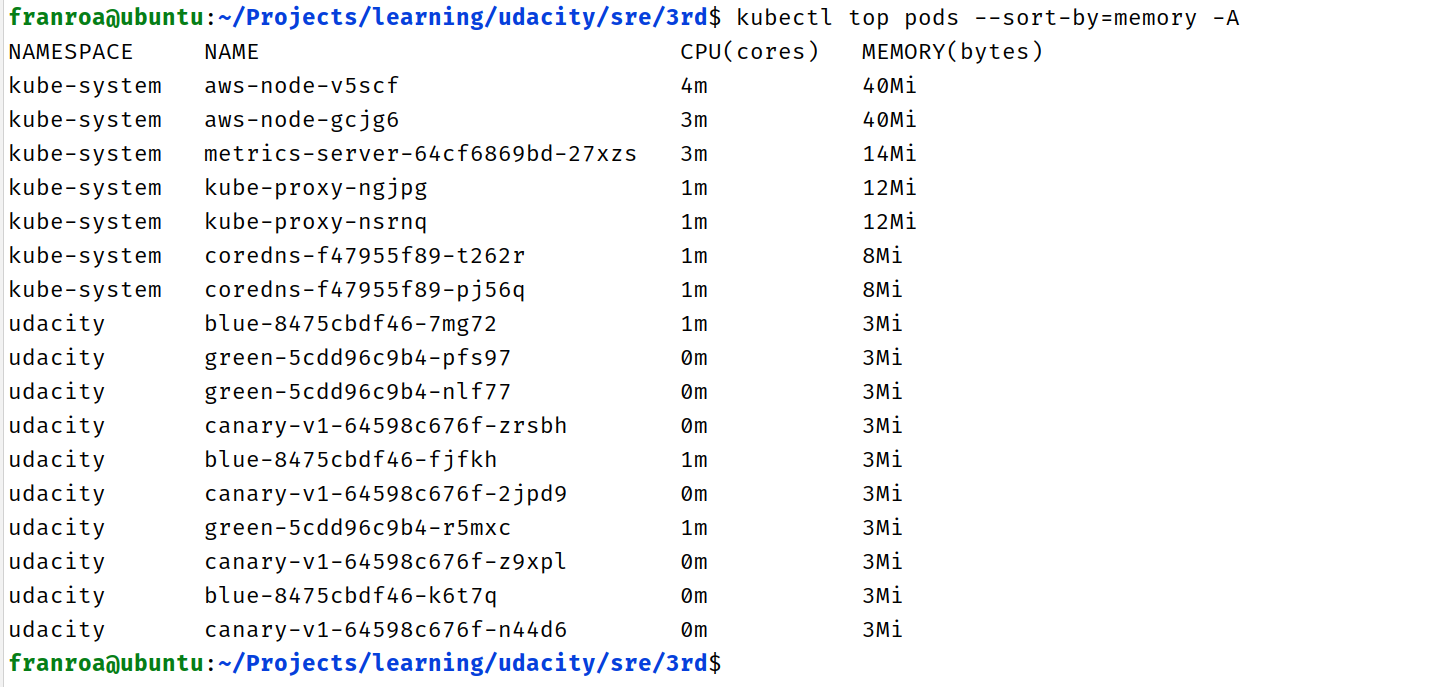 franroa@ubuntu:~/Projects/learning/udacity/sre/3rd$ kubectl top pods --sort-by=memory -A
NAMESPACE     NAME                              CPU(cores)   MEMORY(bytes)
kube-system   aws-node-v5scf                    4m           40Mi
kube-system   aws-node-gcjg6                    3m           40Mi
kube-system   metrics-server-64cf6869bd-27xzs   3m           14Mi
kube-system   kube-proxy-ngjpg                  1m           12Mi
kube-system   kube-proxy-nsrnq                  1m           12Mi
kube-system   coredns-f47955f89-t262r           1m           8Mi
kube-system   coredns-f47955f89-pj56q           1m           8Mi
udacity       blue-8475cbdf46-7mg72             1m           3Mi
udacity       green-5cdd96c9b4-pfs97            0m           3Mi
udacity       green-5cdd96c9b4-nlf77            0m           3Mi
udacity       canary-v1-64598c676f-zrsbh        0m           3Mi
udacity       blue-8475cbdf46-fjfkh             1m           3Mi
udacity       canary-v1-64598c676f-2jpd9        0m           3Mi
udacity       green-5cdd96c9b4-r5mxc            1m           3Mi
udacity       canary-v1-64598c676f-z9xpl        0m           3Mi
udacity       blue-8475cbdf46-k6t7q             0m           3Mi
udacity       canary-v1-64598c676f-n44d6        0m           3Mi
franroa@ubuntu:~/Projects/learning/udacity/sre/3rd$